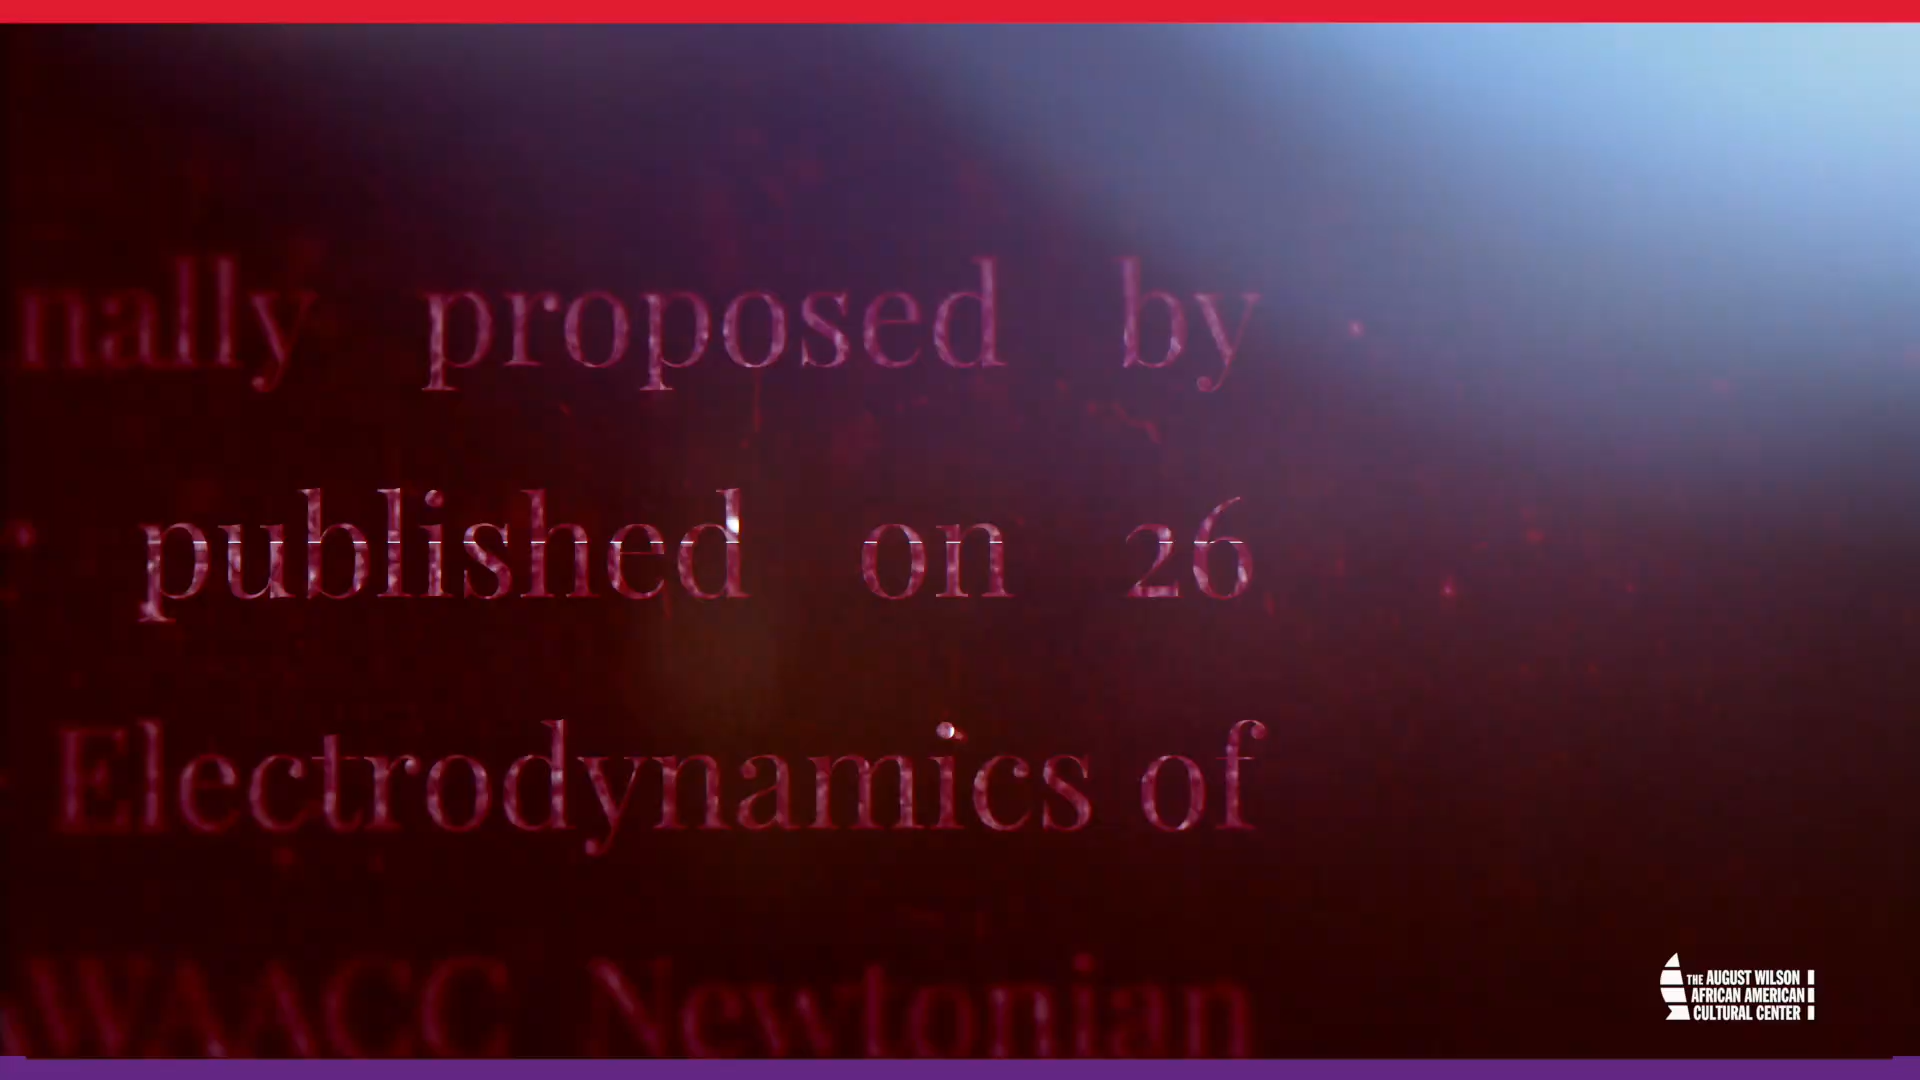 nally proposed by
published on 26
Electrodynamics of
AWAACC Newtonian
THE AUGUST WILSON
AFRICAN AMERICAN
CULTURAL CENTER